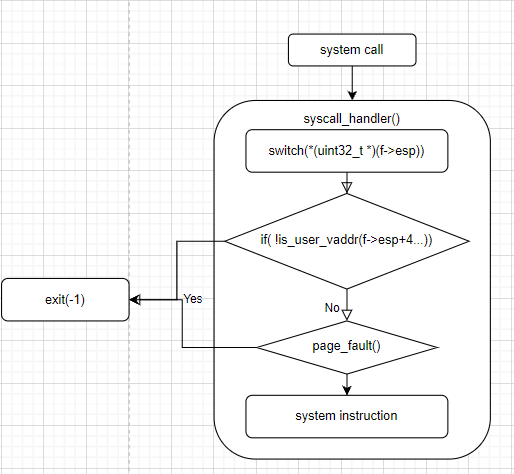 system call
syscall_handler()
switch(*(uint32_t *)(f->esp))
if( !is_user_vaddr(f->esp+4...))
exit(-1)
Yes
No
page_fault()
system instruction